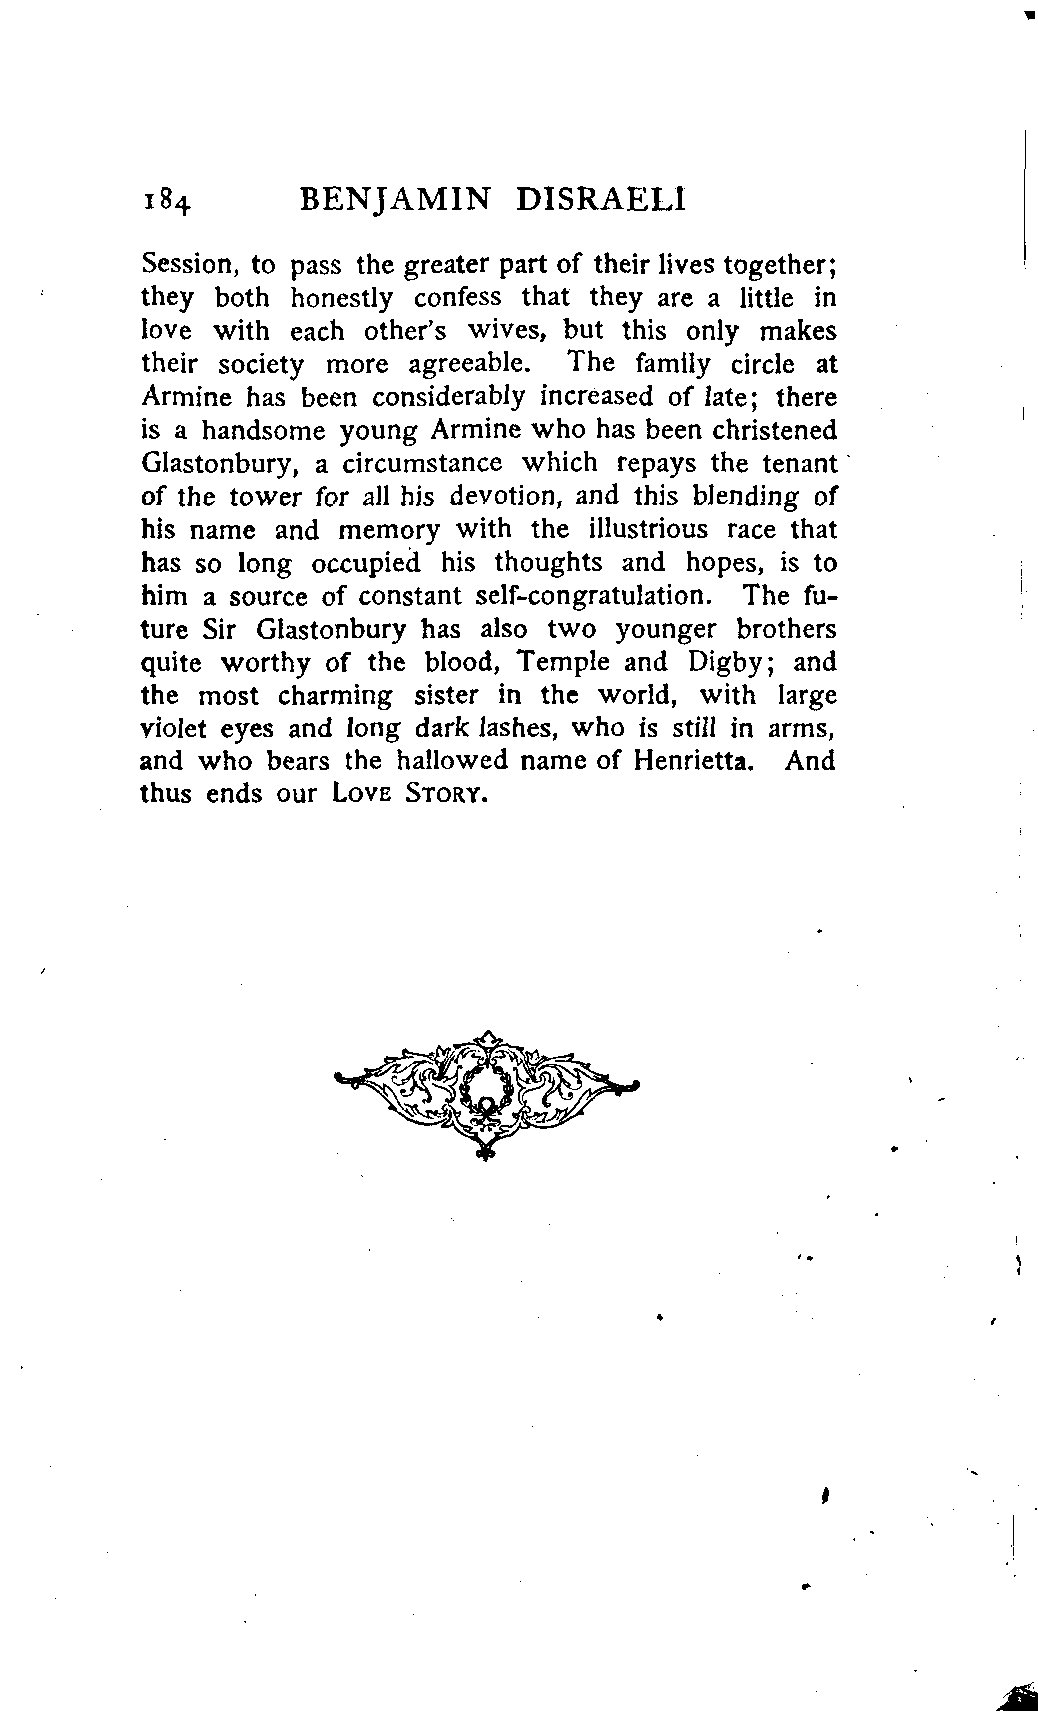 184 BENJAMIN DISRAELI
Session, to pass the greater part of their lives together;
they both honestly confess that they are a little in
love with each other's wives, but this only makes
their society more agreeable. The family circle at
Armine has been considerably increased of late; there
is a handsome young Armine who has been christened
Glastonbury, a circumstance which repays the tenant
of the tower for all his devotion, and this blending of
his name and memory with the illustrious race that
has so long occupied his thoughts and hopes, is to
him a source of constant self-congratulation. The fu-
ture Sir Glastonbury has also two younger brothers
quite worthy of the blood, Temple and Digby; and
the most charming sister in the world, with large
violet eyes and long dark lashes, who is still in arms,
and who bears the hallowed name of Henrietta. And
thus ends our LOVE STORY.